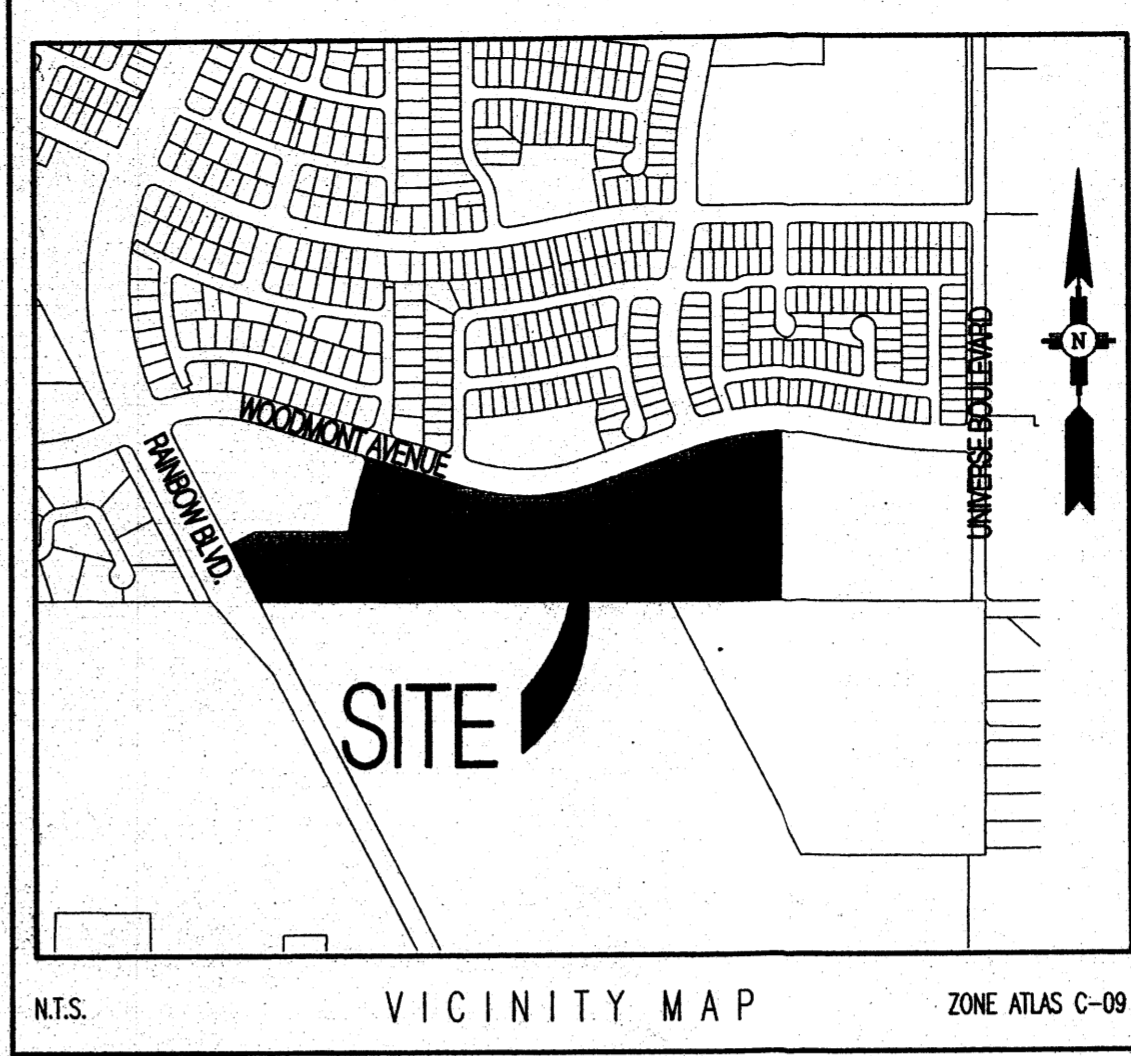 WOODMONT AVENUE
RAINBOW BLVD.
UNIVERSE BOULEVARD
N
SITE
N.T.S.
VICINITY MAP
ZONE ATLAS C-09